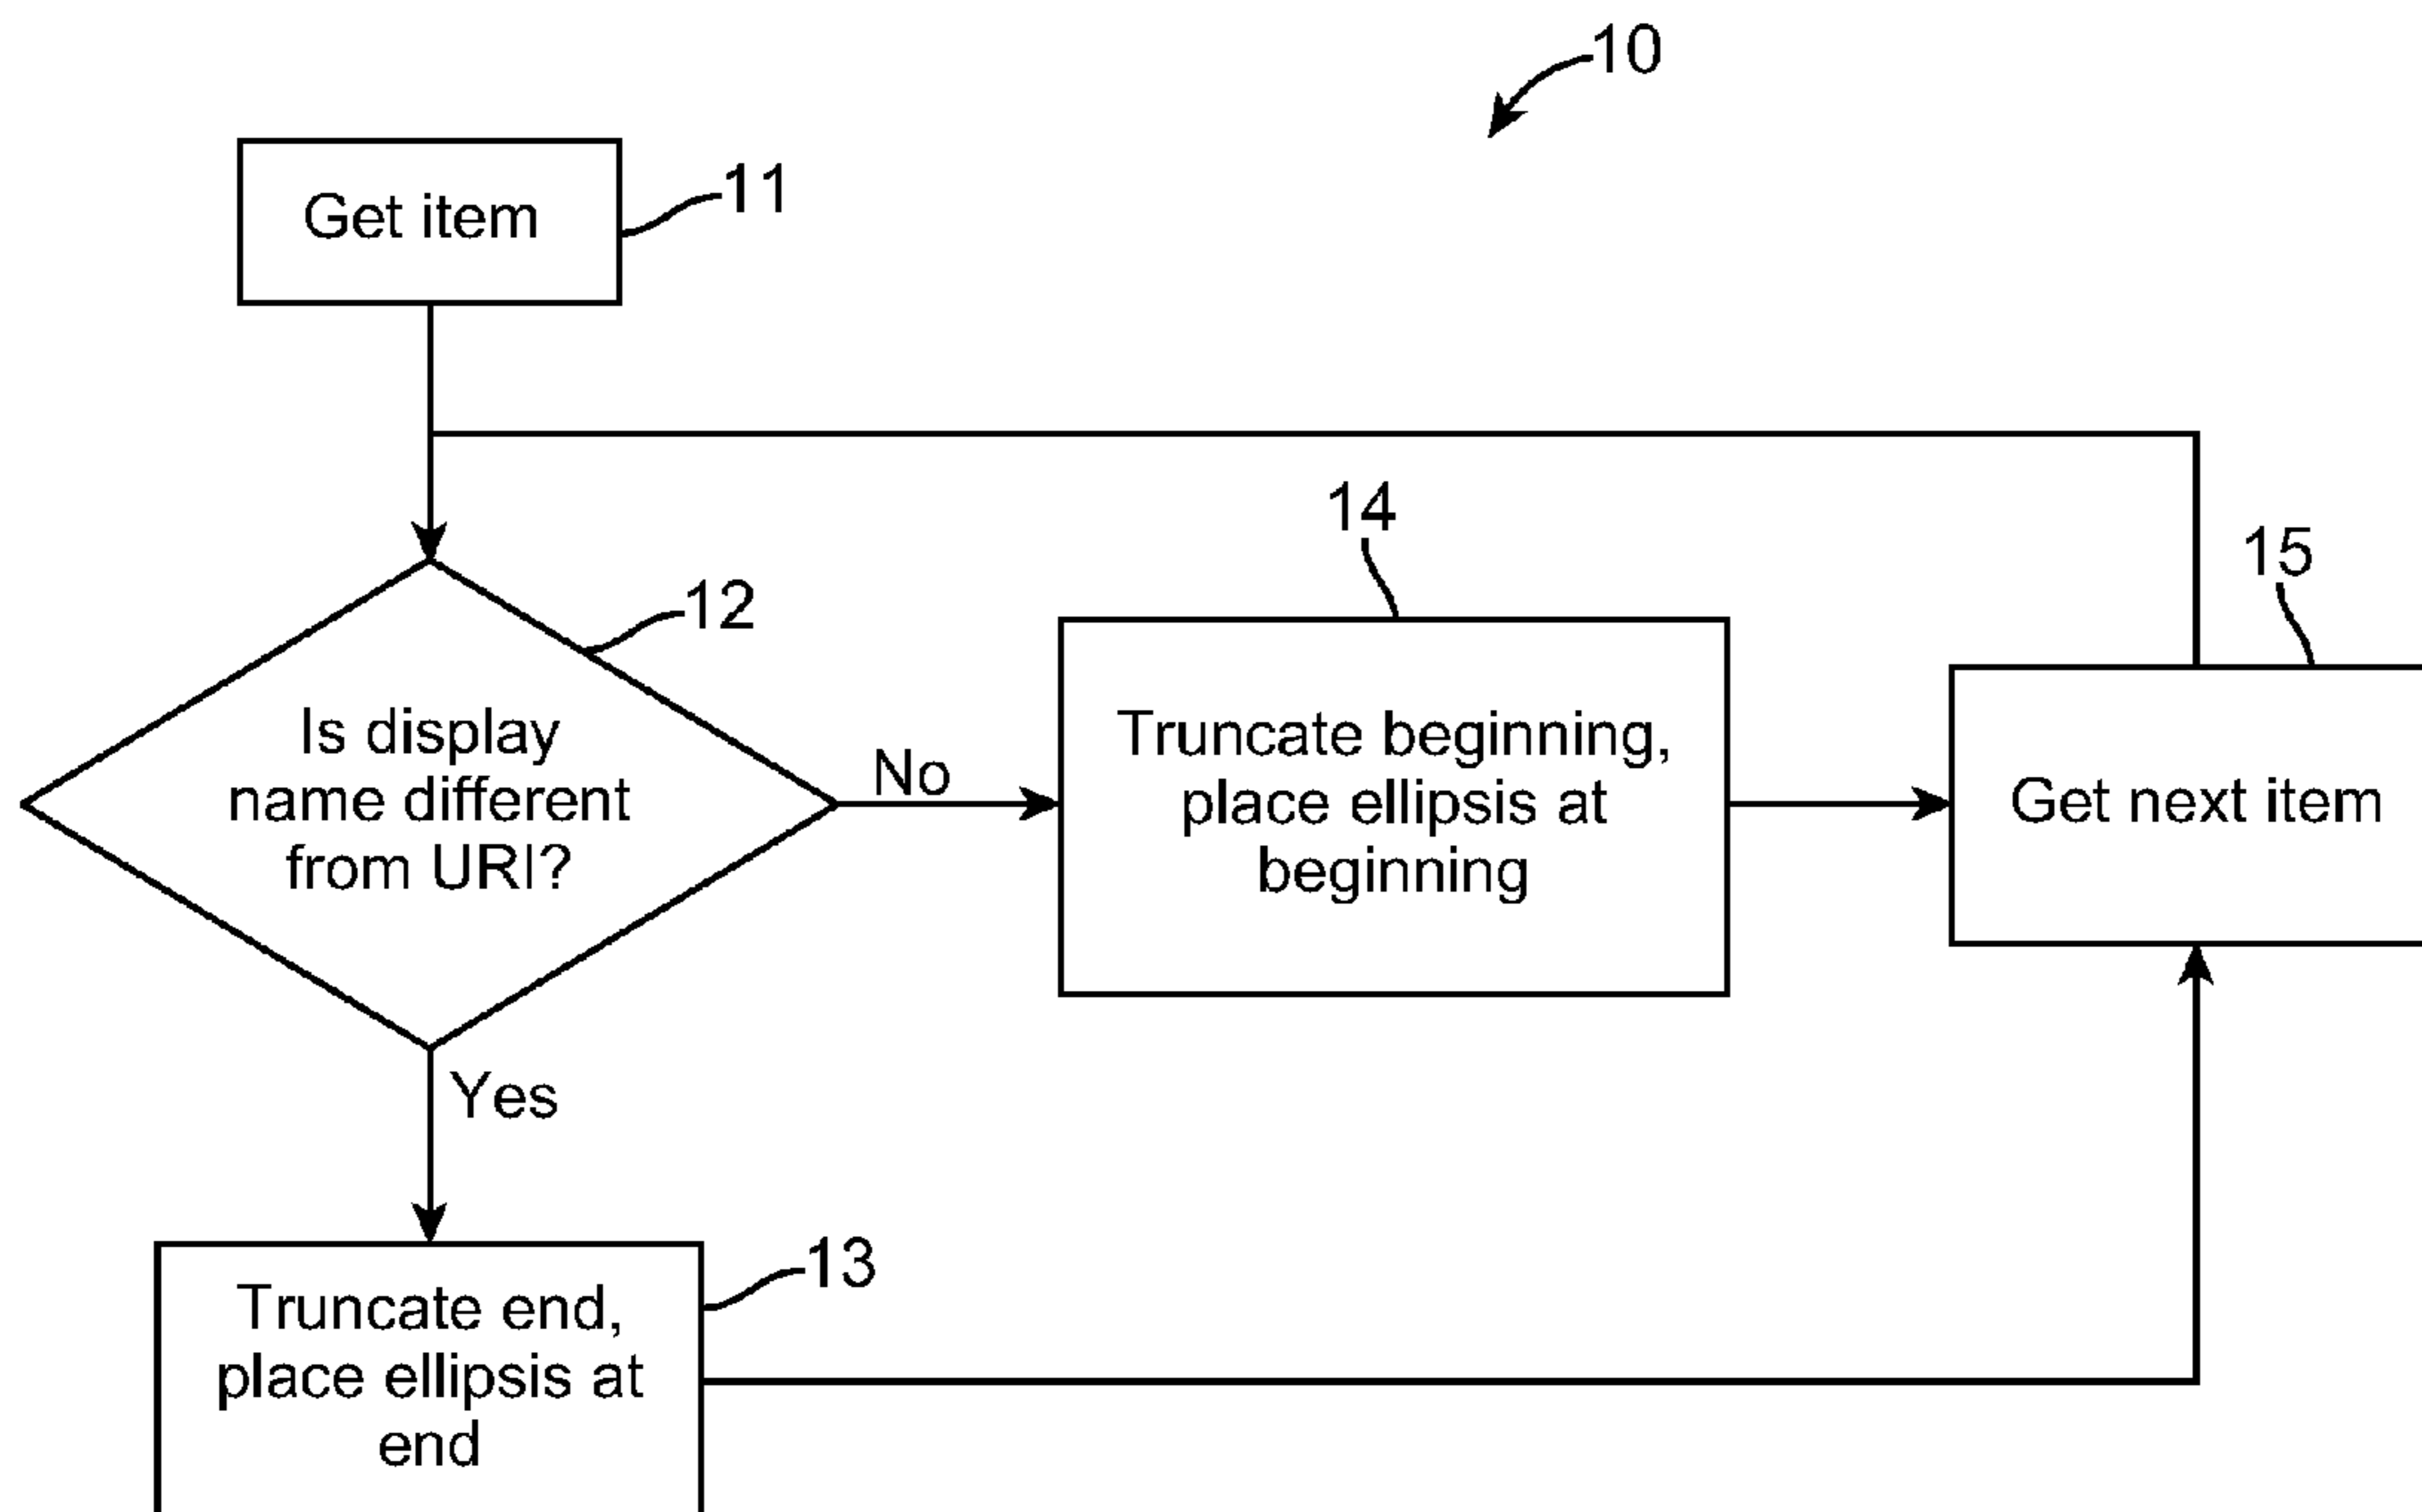 10
Get item
11
12
Is display
name different
from URI?
No
14
Truncate beginning,
place ellipsis at
beginning
15
Get next item
Yes
13
Truncate end,
place ellipsis at
end